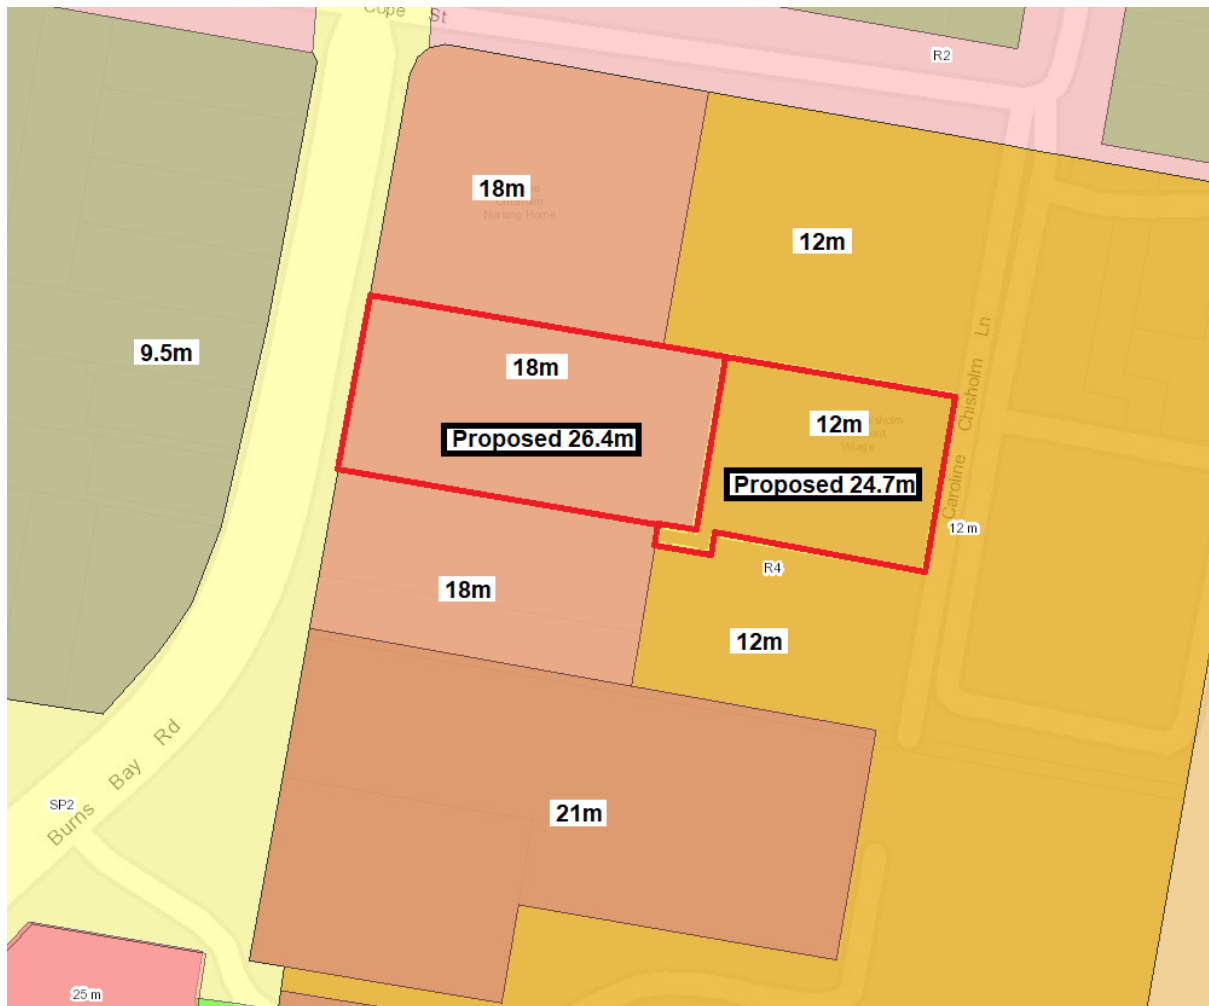 Cope St
R2
18m
Nursing Home
12m
9.5m
18m
12m
Village
Proposed 26.4m
Proposed 24.7m
Caroline Chisholm Ln
12 m
R4
18m
12m
21m
SP2
Burns Bay Rd
25 m